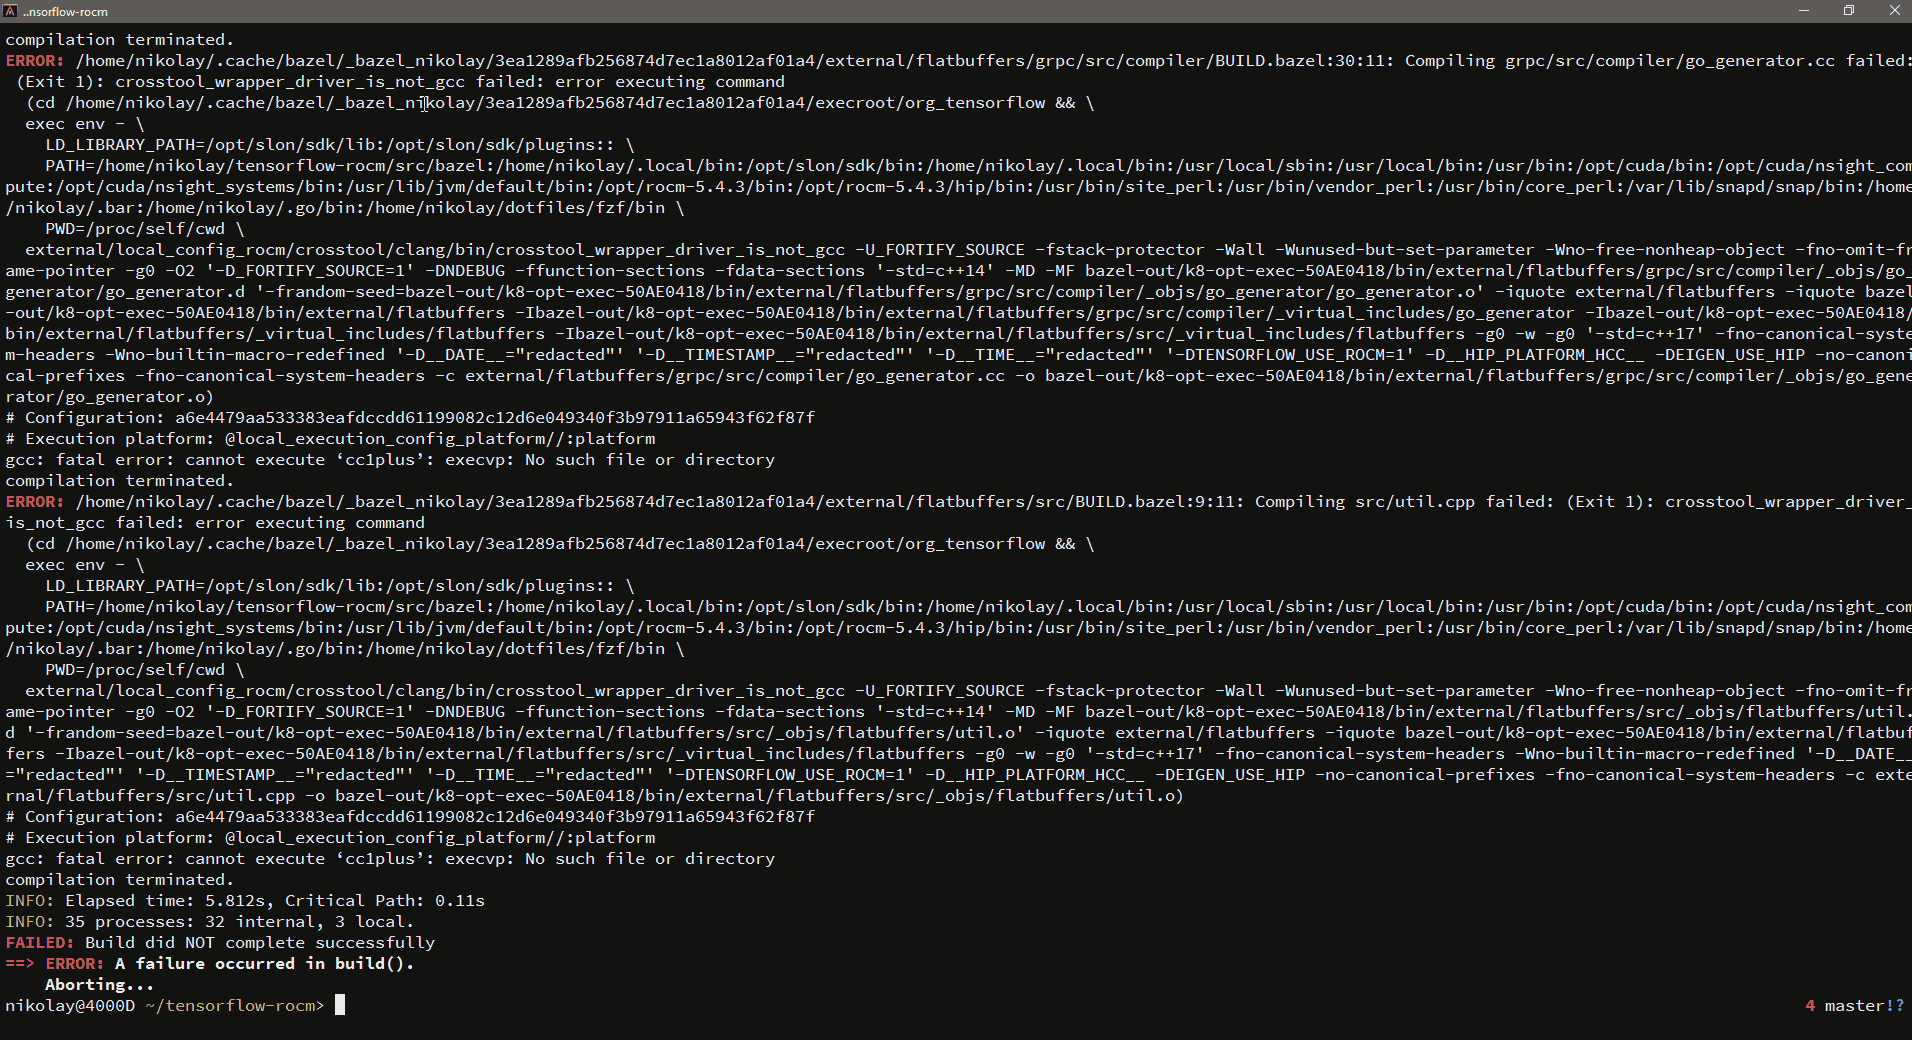 ..nsorflow-rocm
compilation terminated.
ERROR: /home/nikolay/.cache/bazel/_bazel_nikolay/3ea1289afb256874d7ec1a8012af01a4/external/flatbuffers/grpc/src/compiler/BUILD.bazel:30:11: Compiling grpc/src/compiler/go_generator.cc failed:
(Exit 1): crosstool_wrapper_driver_is_not_gcc failed: error executing command
(cd /home/nikolay/.cache/bazel/_bazel_nikolay/3ea1289afb256874d7ec1a8012af01a4/execroot/org_tensorflow && \
exec env - \
LD_LIBRARY_PATH=/opt/slon/sdk/lib:/opt/slon/sdk/plugins:: \
PATH=/home/nikolay/tensorflow-rocm/src/bazel:/home/nikolay/.local/bin:/opt/slon/sdk/bin:/home/nikolay/.local/bin:/usr/local/sbin:/usr/local/bin:/usr/bin:/opt/cuda/bin:/opt/cuda/nsight_com
pute:/opt/cuda/nsight_systems/bin:/usr/lib/jvm/default/bin:/opt/rocm-5.4.3/bin:/opt/rocm-5.4.3/hip/bin:/usr/bin/site_perl:/usr/bin/vendor_perl:/usr/bin/core_perl:/var/lib/snapd/snap/bin:/home
/nikolay/.bar:/home/nikolay/.go/bin:/home/nikolay/dotfiles/fzf/bin \
PWD=/proc/self/cwd \
external/local_config_rocm/crosstool/clang/bin/crosstool_wrapper_driver_is_not_gcc -U_FORTIFY_SOURCE -fstack-protector -Wall -Wunused-but-set-parameter -Wno-free-nonheap-object -fno-omit-fr
ame-pointer -g0 -O2 '-D_FORTIFY_SOURCE=1' -DNDEBUG -ffunction-sections -fdata-sections '-std=c++14' -MD -MF bazel-out/k8-opt-exec-50AE0418/bin/external/flatbuffers/grpc/src/compiler/_objs/go_
generator/go_generator.d '-frandom-seed=bazel-out/k8-opt-exec-50AE0418/bin/external/flatbuffers/grpc/src/compiler/_objs/go_generator/go_generator.o' -iquote external/flatbuffers -iquote bazel
-out/k8-opt-exec-50AE0418/bin/external/flatbuffers -Ibazel-out/k8-opt-exec-50AE0418/bin/external/flatbuffers/grpc/src/compiler/_virtual_includes/go_generator -Ibazel-out/k8-opt-exec-50AE0418/
bin/external/flatbuffers/_virtual_includes/flatbuffers -Ibazel-out/k8-opt-exec-50AE0418/bin/external/flatbuffers/src/_virtual_includes/flatbuffers -g0 -w -g0 '-std=c++17' -fno-canonical-syste
m-headers -Wno-builtin-macro-redefined '-D__DATE__="redacted"' '-D__TIMESTAMP__="redacted"' '-D__TIME__="redacted"' '-DTENSORFLOW_USE_ROCM=1' -D__HIP_PLATFORM_HCC__ -DEIGEN_USE_HIP -no-canoni
cal-prefixes -fno-canonical-system-headers -c external/flatbuffers/grpc/src/compiler/go_generator.cc -o bazel-out/k8-opt-exec-50AE0418/bin/external/flatbuffers/grpc/src/compiler/_objs/go_gene
rator/go_generator.o)
# Configuration: a6e4479aa533383eafdccdd61199082c12d6e049340f3b97911a65943f62f87f
# Execution platform: @local_execution_config_platform//:platform
gcc: fatal error: cannot execute ‘cc1plus’: execvp: No such file or directory
compilation terminated.
ERROR: /home/nikolay/.cache/bazel/_bazel_nikolay/3ea1289afb256874d7ec1a8012af01a4/external/flatbuffers/src/BUILD.bazel:9:11: Compiling src/util.cpp failed: (Exit 1): crosstool_wrapper_driver_
is_not_gcc failed: error executing command
(cd /home/nikolay/.cache/bazel/_bazel_nikolay/3ea1289afb256874d7ec1a8012af01a4/execroot/org_tensorflow && \
exec env - \
LD_LIBRARY_PATH=/opt/slon/sdk/lib:/opt/slon/sdk/plugins:: \
PATH=/home/nikolay/tensorflow-rocm/src/bazel:/home/nikolay/.local/bin:/opt/slon/sdk/bin:/home/nikolay/.local/bin:/usr/local/sbin:/usr/local/bin:/usr/bin:/opt/cuda/bin:/opt/cuda/nsight_com
pute:/opt/cuda/nsight_systems/bin:/usr/lib/jvm/default/bin:/opt/rocm-5.4.3/bin:/opt/rocm-5.4.3/hip/bin:/usr/bin/site_perl:/usr/bin/vendor_perl:/usr/bin/core_perl:/var/lib/snapd/snap/bin:/home
/nikolay/.bar:/home/nikolay/.go/bin:/home/nikolay/dotfiles/fzf/bin \
PWD=/proc/self/cwd \
external/local_config_rocm/crosstool/clang/bin/crosstool_wrapper_driver_is_not_gcc -U_FORTIFY_SOURCE -fstack-protector -Wall -Wunused-but-set-parameter -Wno-free-nonheap-object -fno-omit-fr
ame-pointer -g0 -O2 '-D_FORTIFY_SOURCE=1' -DNDEBUG -ffunction-sections -fdata-sections '-std=c++14' -MD -MF bazel-out/k8-opt-exec-50AE0418/bin/external/flatbuffers/src/_objs/flatbuffers/util.
d '-frandom-seed=bazel-out/k8-opt-exec-50AE0418/bin/external/flatbuffers/src/_objs/flatbuffers/util.o' -iquote external/flatbuffers -iquote bazel-out/k8-opt-exec-50AE0418/bin/external/flatbuf
fers -Ibazel-out/k8-opt-exec-50AE0418/bin/external/flatbuffers/src/_virtual_includes/flatbuffers -g0 -w -g0 '-std=c++17' -fno-canonical-system-headers -Wno-builtin-macro-redefined '-D__DATE__
="redacted"' '-D__TIMESTAMP__="redacted"' '-D__TIME__="redacted"' '-DTENSORFLOW_USE_ROCM=1' -D__HIP_PLATFORM_HCC__ -DEIGEN_USE_HIP -no-canonical-prefixes -fno-canonical-system-headers -c exte
rnal/flatbuffers/src/util.cpp -o bazel-out/k8-opt-exec-50AE0418/bin/external/flatbuffers/src/_objs/flatbuffers/util.o)
# Configuration: a6e4479aa533383eafdccdd61199082c12d6e049340f3b97911a65943f62f87f
# Execution platform: @local_execution_config_platform//:platform
gcc: fatal error: cannot execute ‘cc1plus’: execvp: No such file or directory
compilation terminated.
INFO: Elapsed time: 5.812s, Critical Path: 0.11s
INFO: 35 processes: 32 internal, 3 local.
FAILED: Build did NOT complete successfully
==> ERROR: A failure occurred in build().
Aborting...
nikolay@4000D ~/tensorflow-rocm> 4 master!?